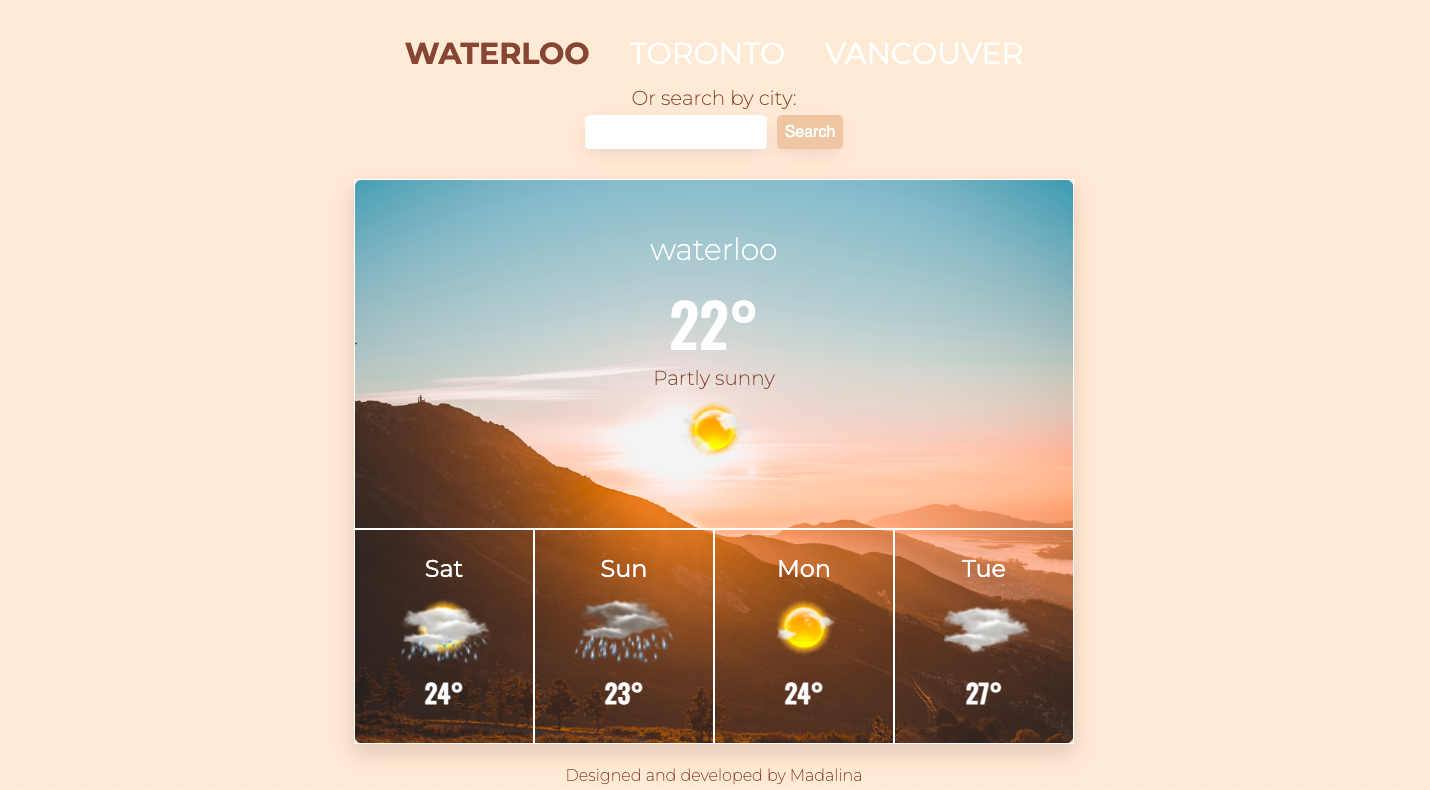 WATERLOO TORONTO VANCOUVER
Or search by city:
Search
waterloo
22°
Partly sunny
Sat Sun Mon Tue
24° 23° 24° 27°
Designed and developed by Madalina